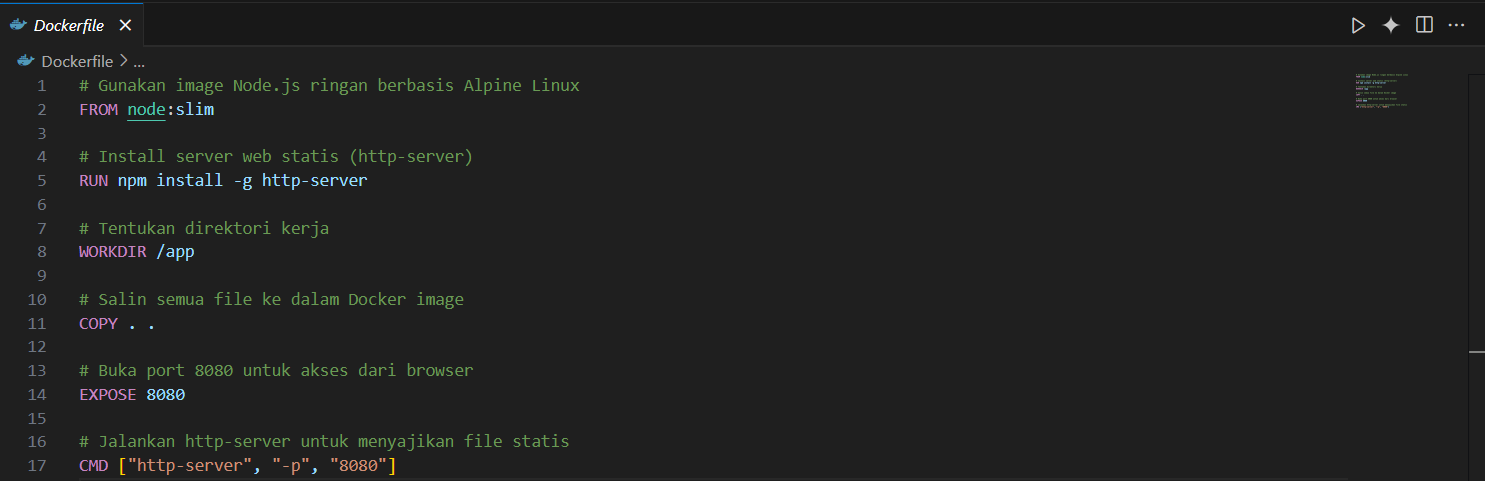 Dockerfile
Dockerfile > ...
1 # Gunakan image Node.js ringan berbasis Alpine Linux
2 FROM node:slim
3
4 # Install server web statis (http-server)
5 RUN npm install -g http-server
6
7 # Tentukan direktori kerja
8 WORKDIR /app
9
10 # Salin semua file ke dalam Docker image
11 COPY . .
12
13 # Buka port 8080 untuk akses dari browser
14 EXPOSE 8080
15
16 # Jalankan http-server untuk menyajikan file statis
17 CMD ["http-server", "-p", "8080"]